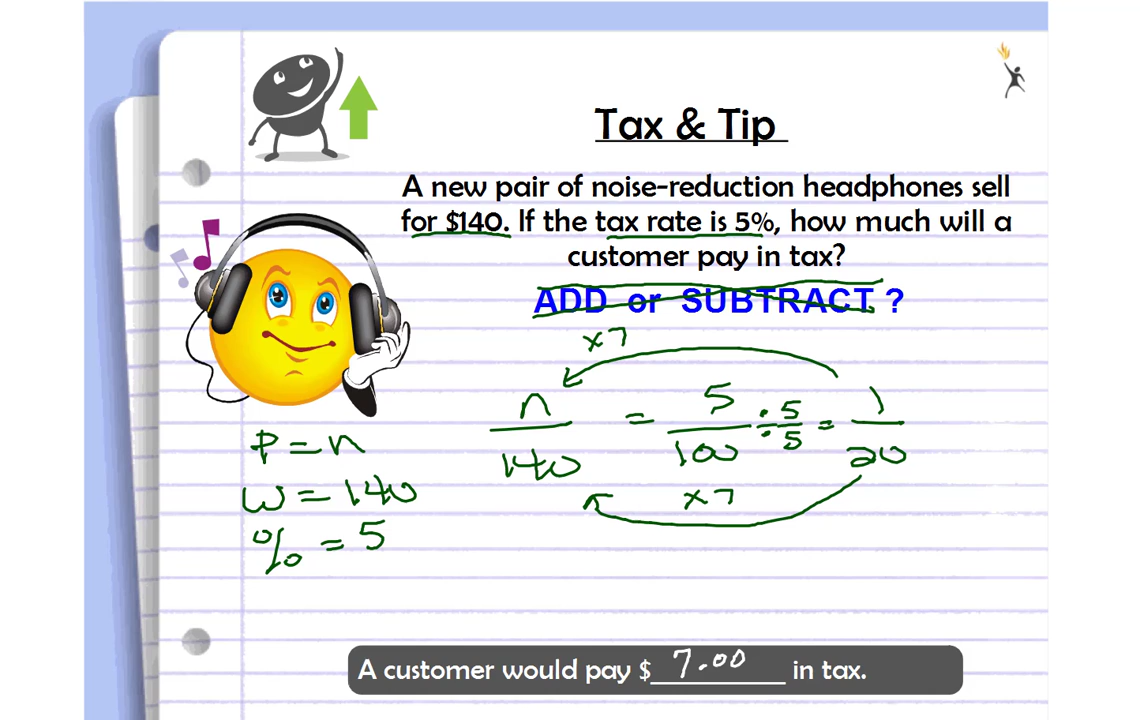 Tax & Tip
A new pair of noise-reduction headphones sell
for $140. If the tax rate is 5%, how much will a
customer pay in tax?
ADD or SUBTRACT ?
x7
n/140 = 5/100 ÷ 5/5 = 1/20
x7
P = n
w = 140
% = 5
A customer would pay $ 7.00 in tax.